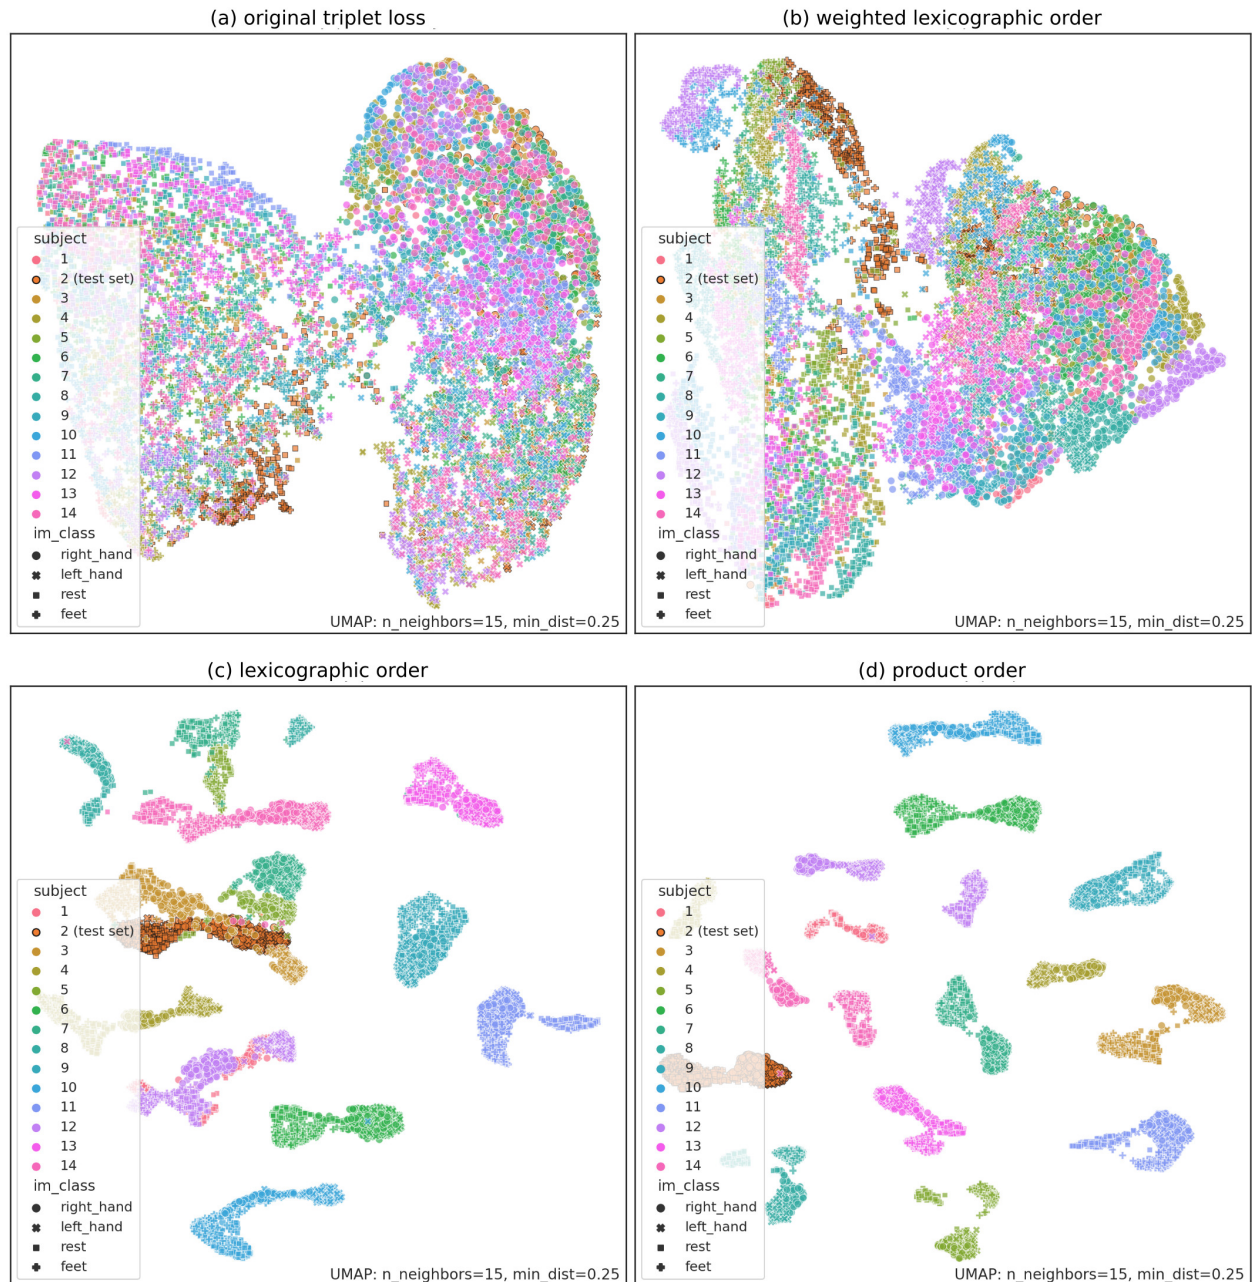 (a) original triplet loss
(b) weighted lexicographic order
subject
1
2 (test set)
3
4
5
6
7
8
9
10
11
12
13
14
im_class
right_hand
left_hand
rest
feet
UMAP: n_neighbors=15, min_dist=0.25
subject
1
2 (test set)
3
4
5
6
7
8
9
10
11
12
13
14
im_class
right_hand
left_hand
rest
feet
UMAP: n_neighbors=15, min_dist=0.25
(c) lexicographic order
(d) product order
subject
1
2 (test set)
3
4
5
6
7
8
9
10
11
12
13
14
im_class
right_hand
left_hand
rest
feet
UMAP: n_neighbors=15, min_dist=0.25
subject
1
2 (test set)
3
4
5
6
7
8
9
10
11
12
13
14
im_class
right_hand
left_hand
rest
feet
UMAP: n_neighbors=15, min_dist=0.25